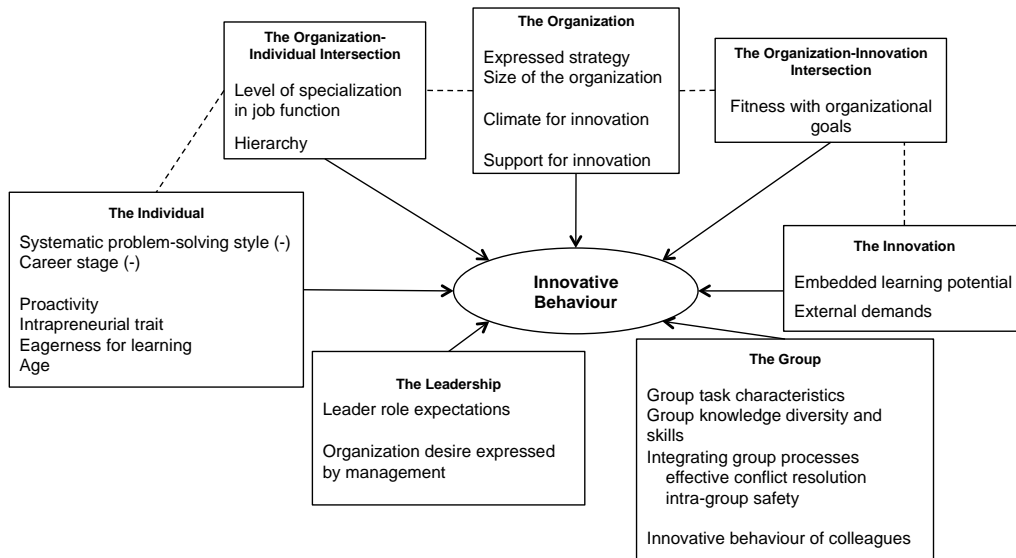 The Organization-
Individual Intersection
Level of specialization
in job function
Hierarchy
The Organization
Expressed strategy
Size of the organization
Climate for innovation
Support for innovation
The Organization-Innovation
Intersection
Fitness with organizational
goals
The Individual
Systematic problem-solving style (-)
Career stage (-)
Proactivity
Intrapreneurial trait
Eagerness for learning
Age
Innovative
Behaviour
The Innovation
Embedded learning potential
External demands
The Leadership
Leader role expectations
Organization desire expressed
by management
The Group
Group task characteristics
Group knowledge diversity and
skills
Integrating group processes
effective conflict resolution
intra-group safety
Innovative behaviour of colleagues